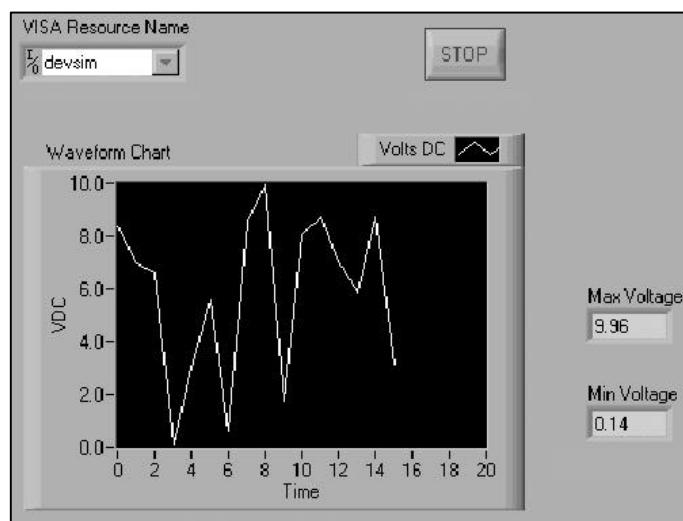 VISA Resource Name
I/O devsim
STOP
Waveform Chart
Volts DC
10.0
8.0
6.0
4.0
2.0
0.0
VDC
0 2 4 6 8 10 12 14 16 18 20
Time
Max Voltage
9.96
Min Voltage
0.14